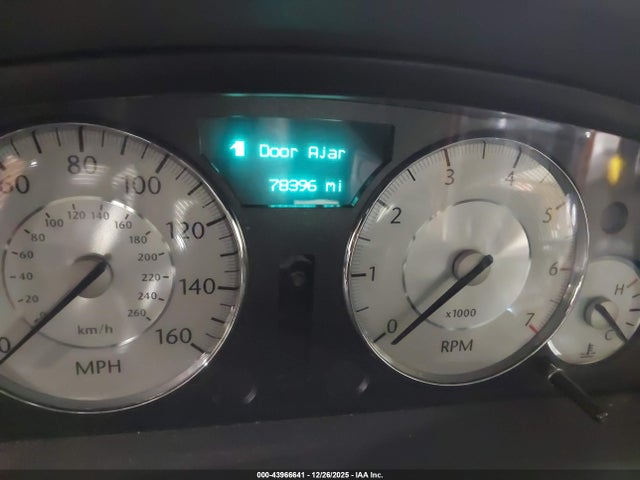 Door Ajar
78396 mi
60 80 100 120 140 160
0
20 40 60 80 100 120 140 160 180 200 220 240 260
km/h
MPH
0 1 2 3 4 5 6 7
x1000
RPM
H
C
000-43966641 - 12/26/2025 - IAA Inc.